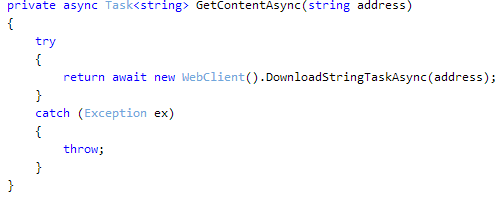 private async Task<string> GetContentAsync(string address)
{
    try
    {
        return await new WebClient().DownloadStringTaskAsync(address);
    }
    catch (Exception ex)
    {
        throw;
    }
}